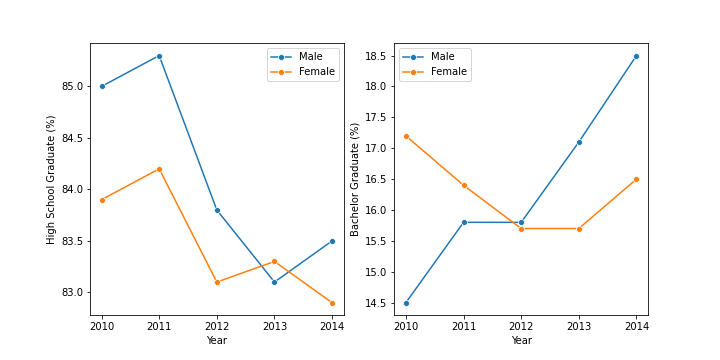 High School Graduate (%)
85.0
84.5
84.0
83.5
83.0
Male
Female
2010 2011 2012 2013 2014
Year
Bachelor Graduate (%)
18.5
18.0
17.5
17.0
16.5
16.0
15.5
15.0
14.5
Male
Female
2010 2011 2012 2013 2014
Year